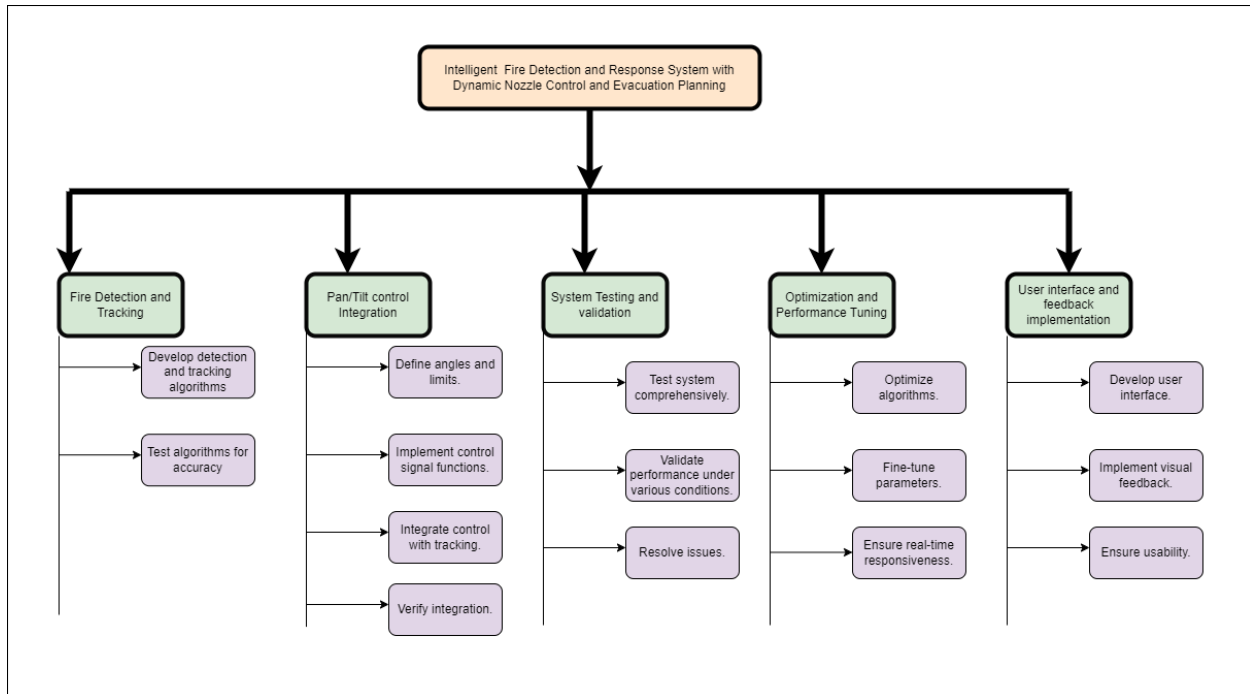 Intelligent Fire Detection and Response System with
Dynamic Nozzle Control and Evacuation Planning
Fire Detection and
Tracking
Develop detection
and tracking
algorithms
Test algorithms for
accuracy
Pan/Tilt control
Integration
Define angles and
limits.
Implement control
signal functions.
Integrate control
with tracking.
Verify integration.
System Testing and
validation
Test system
comprehensively.
Validate
performance under
various conditions.
Resolve issues.
Optimization and
Performance Tuning
Optimize
algorithms.
Fine-tune
parameters.
Ensure real-time
responsiveness.
User interface and
feedback
implementation
Develop user
interface.
Implement visual
feedback.
Ensure usability.